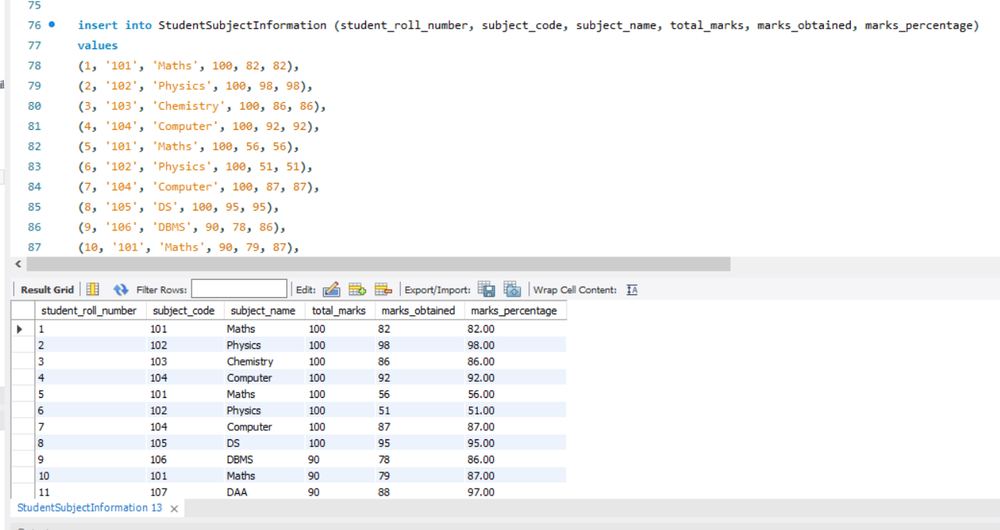 75
76 insert into StudentSubjectInformation (student_roll_number, subject_code, subject_name, total_marks, marks_obtained, marks_percentage)
77 values
78 (1, '101', 'Maths', 100, 82, 82),
79 (2, '102', 'Physics', 100, 98, 98),
80 (3, '103', 'Chemistry', 100, 86, 86),
81 (4, '104', 'Computer', 100, 92, 92),
82 (5, '101', 'Maths', 100, 56, 56),
83 (6, '102', 'Physics', 100, 51, 51),
84 (7, '104', 'Computer', 100, 87, 87),
85 (8, '105', 'DS', 100, 95, 95),
86 (9, '106', 'DBMS', 90, 78, 86),
87 (10, '101', 'Maths', 90, 79, 87),
Result Grid Filter Rows: Edit: Export/Import: Wrap Cell Content:
student_roll_number subject_code subject_name total_marks marks_obtained marks_percentage
1 101 Maths 100 82 82.00
2 102 Physics 100 98 98.00
3 103 Chemistry 100 86 86.00
4 104 Computer 100 92 92.00
5 101 Maths 100 56 56.00
6 102 Physics 100 51 51.00
7 104 Computer 100 87 87.00
8 105 DS 100 95 95.00
9 106 DBMS 90 78 86.00
10 101 Maths 90 79 87.00
11 107 DAA 90 88 97.00
StudentSubjectInformation 13